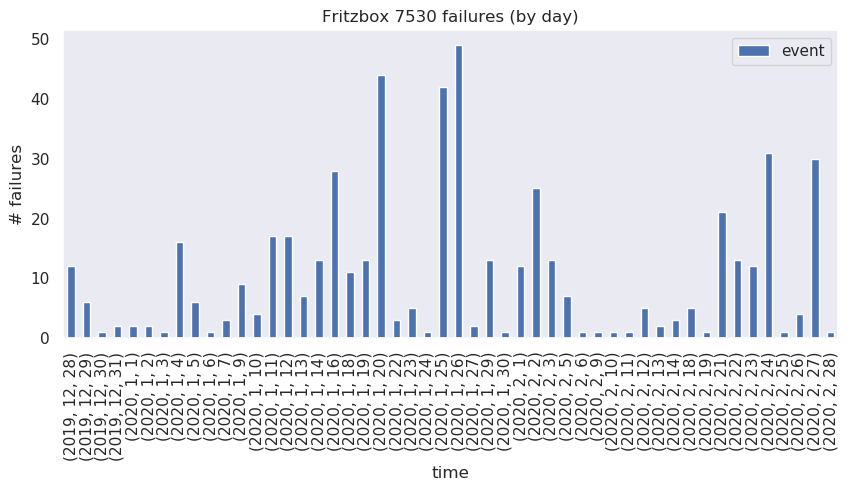 Fritzbox 7530 failures (by day)
event
# failures
50
40
30
20
10
0
(2019, 12, 28)
(2019, 12, 29)
(2019, 12, 30)
(2019, 12, 31)
(2020, 1, 1)
(2020, 1, 2)
(2020, 1, 3)
(2020, 1, 4)
(2020, 1, 5)
(2020, 1, 6)
(2020, 1, 7)
(2020, 1, 9)
(2020, 1, 10)
(2020, 1, 11)
(2020, 1, 12)
(2020, 1, 13)
(2020, 1, 14)
(2020, 1, 16)
(2020, 1, 18)
(2020, 1, 19)
(2020, 1, 20)
(2020, 1, 22)
(2020, 1, 23)
(2020, 1, 24)
(2020, 1, 25)
(2020, 1, 26)
(2020, 1, 27)
(2020, 1, 29)
(2020, 1, 30)
(2020, 2, 1)
(2020, 2, 2)
(2020, 2, 3)
(2020, 2, 5)
(2020, 2, 6)
(2020, 2, 9)
(2020, 2, 10)
(2020, 2, 11)
(2020, 2, 12)
(2020, 2, 13)
(2020, 2, 14)
(2020, 2, 18)
(2020, 2, 19)
(2020, 2, 21)
(2020, 2, 22)
(2020, 2, 23)
(2020, 2, 24)
(2020, 2, 25)
(2020, 2, 26)
(2020, 2, 27)
(2020, 2, 28)
time